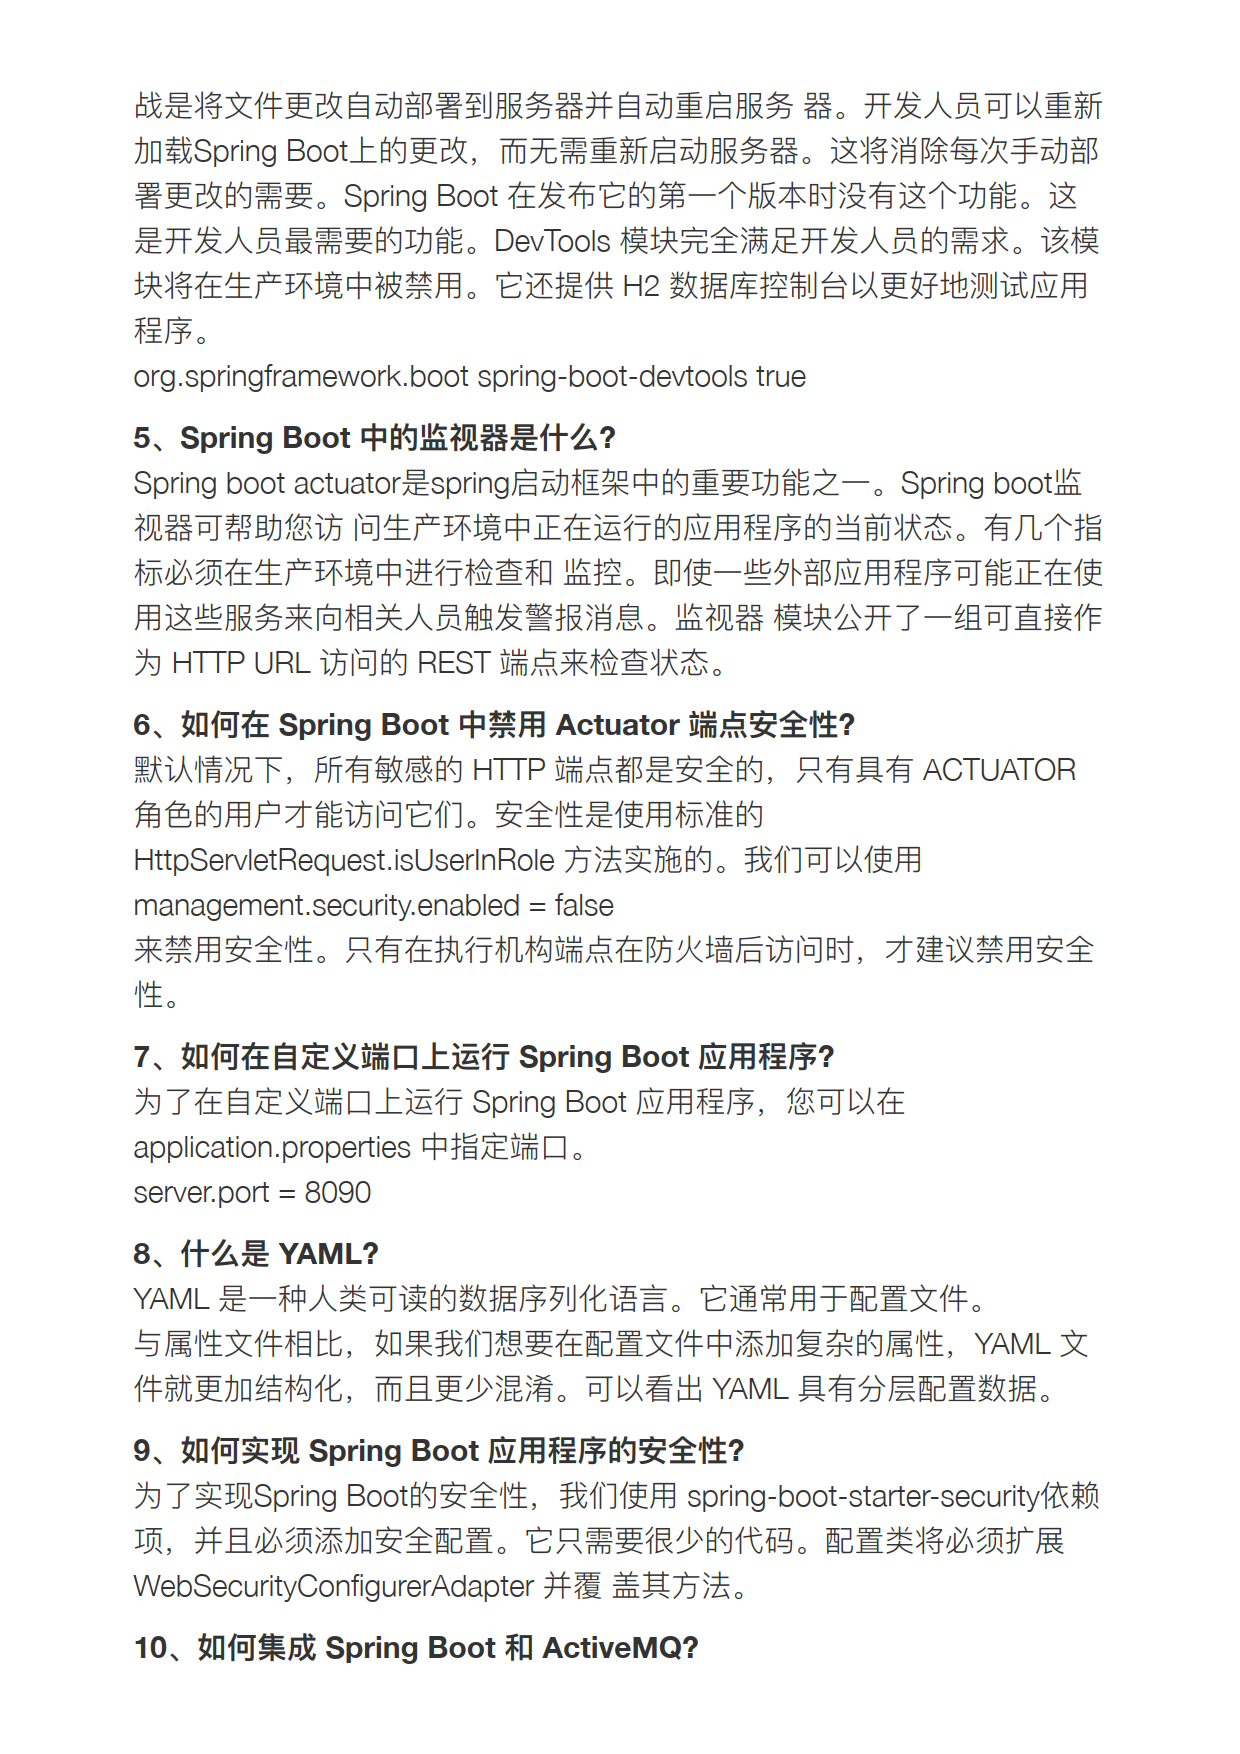 战是将文件更改自动部署到服务器并自动重启服务 器。开发人员可以重新
加载Spring Boot上的更改，而无需重新启动服务器。这将消除每次手动部
署更改的需要。Spring Boot 在发布它的第一个版本时没有这个功能。这
是开发人员最需要的功能。DevTools 模块完全满足开发人员的需求。该模
块将在生产环境中被禁用。它还提供 H2 数据库控制台以更好地测试应用
程序。
org.springframework.boot spring-boot-devtools true
5、Spring Boot 中的监视器是什么?
Spring boot actuator是spring启动框架中的重要功能之一。Spring boot监
视器可帮助您访 问生产环境中正在运行的应用程序的当前状态。有几个指
标必须在生产环境中进行检查和 监控。即使一些外部应用程序可能正在使
用这些服务来向相关人员触发警报消息。监视器 模块公开了一组可直接作
为 HTTP URL 访问的 REST 端点来检查状态。
6、如何在 Spring Boot 中禁用 Actuator 端点安全性?
默认情况下，所有敏感的 HTTP 端点都是安全的，只有具有 ACTUATOR
角色的用户才能访问它们。安全性是使用标准的
HttpServletRequest.isUserInRole 方法实施的。我们可以使用
management.security.enabled = false
来禁用安全性。只有在执行机构端点在防火墙后访问时，才建议禁用安全
性。
7、如何在自定义端口上运行 Spring Boot 应用程序?
为了在自定义端口上运行 Spring Boot 应用程序，您可以在
application.properties 中指定端口。
server.port = 8090
8、什么是 YAML?
YAML 是一种人类可读的数据序列化语言。它通常用于配置文件。
与属性文件相比，如果我们想要在配置文件中添加复杂的属性，YAML 文
件就更加结构化，而且更少混淆。可以看出 YAML 具有分层配置数据。
9、如何实现 Spring Boot 应用程序的安全性?
为了实现Spring Boot的安全性，我们使用 spring-boot-starter-security依赖
项，并且必须添加安全配置。它只需要很少的代码。配置类将必须扩展
WebSecurityConfigurerAdapter 并覆 盖其方法。
10、如何集成 Spring Boot 和 ActiveMQ?